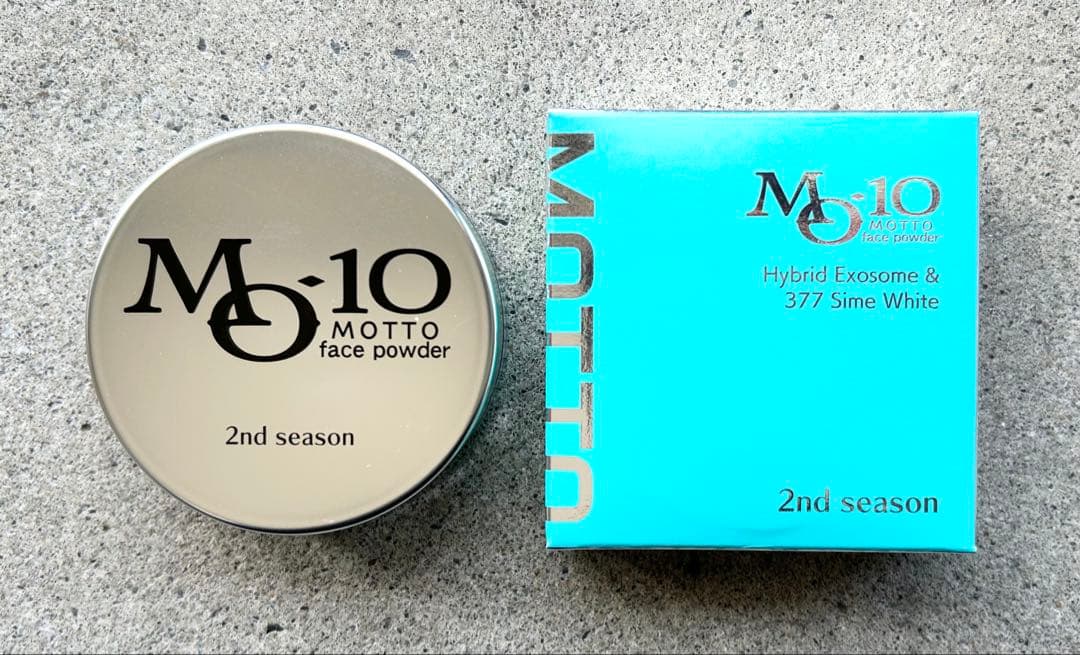 MO-10
MOTTO
face powder
2nd season
MOTTO
MO-10
MOTTO
face powder
Hybrid Exosome &
377 Sime White
2nd season